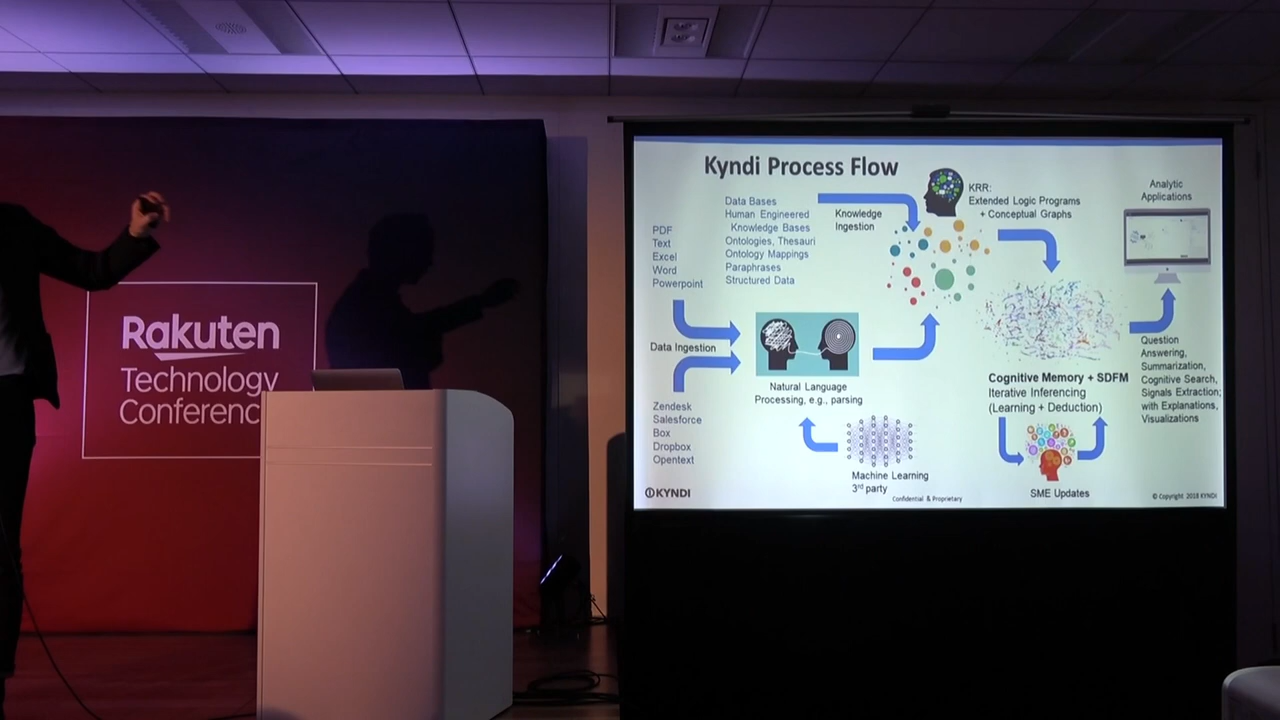 Rakuten
Technology
Conferenc
Kyndi Process Flow
PDF
Text
Excel
Word
Powerpoint
Data Bases
Human Engineered
Knowledge Bases
Ontologies, Thesauri
Ontology Mappings
Paraphrases
Structured Data
Knowledge
Ingestion
KRR:
Extended Logic Programs
+ Conceptual Graphs
Analytic
Applications
Data Ingestion
Natural Language
Processing, e.g., parsing
Zendesk
Salesforce
Box
Dropbox
Opentext
Machine Learning
3rd party
Cognitive Memory + SDFM
Iterative Inferencing
(Learning + Deduction)
SME Updates
Question
Answering,
Summarization,
Cognitive Search,
Signals Extraction;
with Explanations,
Visualizations
KYNDI
Confidential & Proprietary
© Copyright 2018 KYNDI